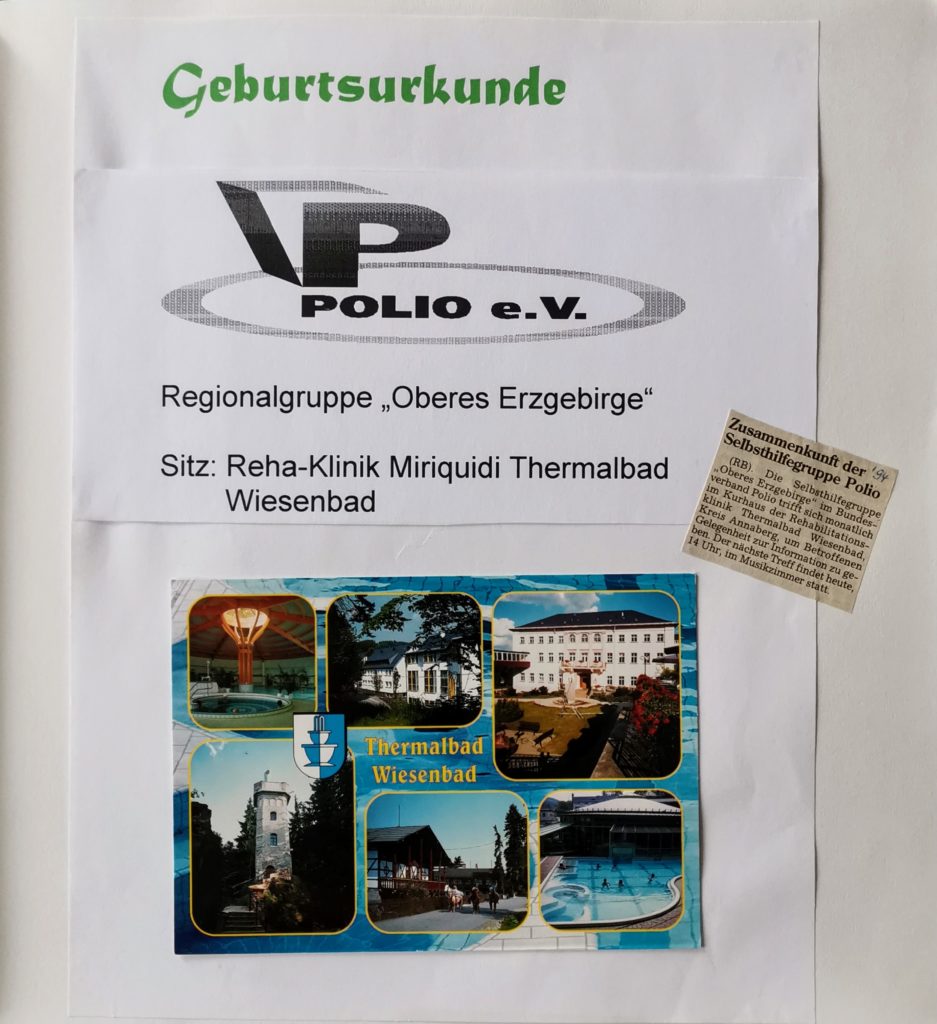 Geburtsurkunde
P
POLIO e.V.
Regionalgruppe „Oberes Erzgebirge“
Sitz: Reha-Klinik Miriquidi Thermalbad
Wiesenbad
Zusammenkunft der '94
Selbsthilfegruppe Polio
(RB). Die Selbsthilfegruppe
„Oberes Erzgebirge“ im Bundes-
verband Polio trifft sich monatlich
im Kurhaus der Rehabilitations-
klinik Thermalbad Wiesenbad,
Kreis Annaberg, um Betroffenen
Gelegenheit zur Information zu ge-
ben. Der nächste Treff findet heute,
14 Uhr, im Musikzimmer statt.
Thermalbad
Wiesenbad